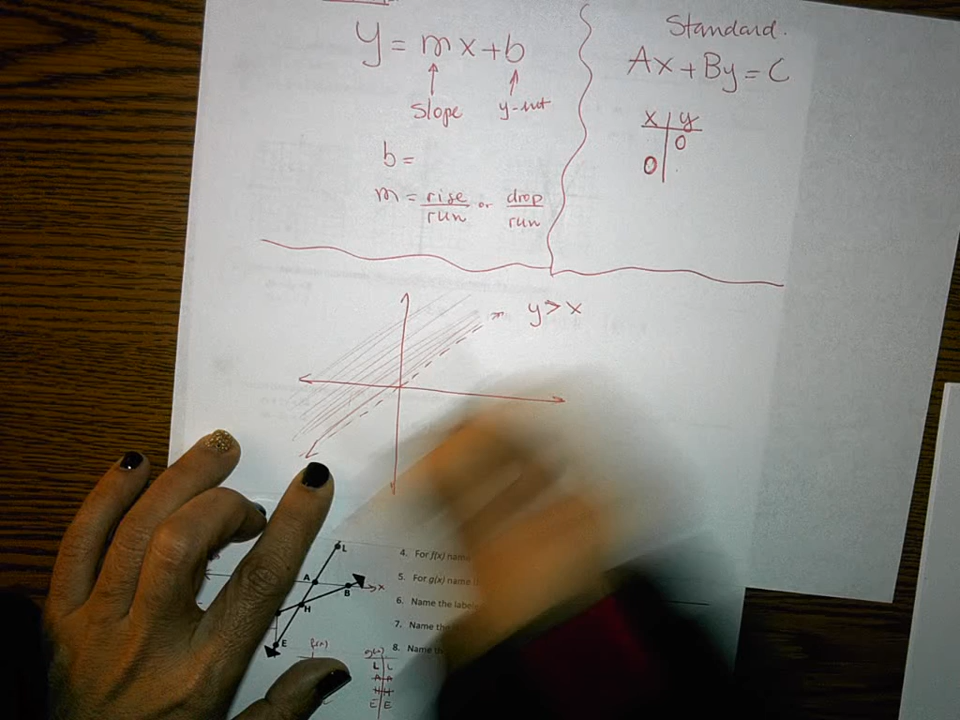 y = mx + b
slope
y-int
b =
m = rise/run or drop/run
Standard.
Ax + By = C
x y
0
0
y > x
L
A
B
x
H
E
4. For f(x) name
5. For g(x) name
6. Name the label
7. Name the
8. Name
f(x)
g(x)
L L
A A
H H
E E